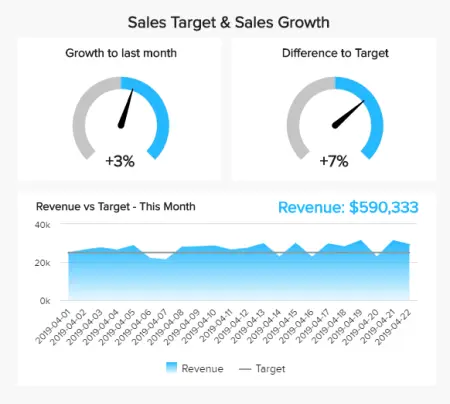 Sales Target & Sales Growth
Growth to last month
Difference to Target
+3%
+7%
Revenue vs Target - This Month
Revenue: $590,333
40k
20k
0k
2019-04-01
2019-04-02
2019-04-03
2019-04-04
2019-04-05
2019-04-06
2019-04-07
2019-04-08
2019-04-09
2019-04-10
2019-04-11
2019-04-12
2019-04-13
2019-04-14
2019-04-15
2019-04-16
2019-04-17
2019-04-18
2019-04-19
2019-04-20
2019-04-21
2019-04-22
Revenue
Target